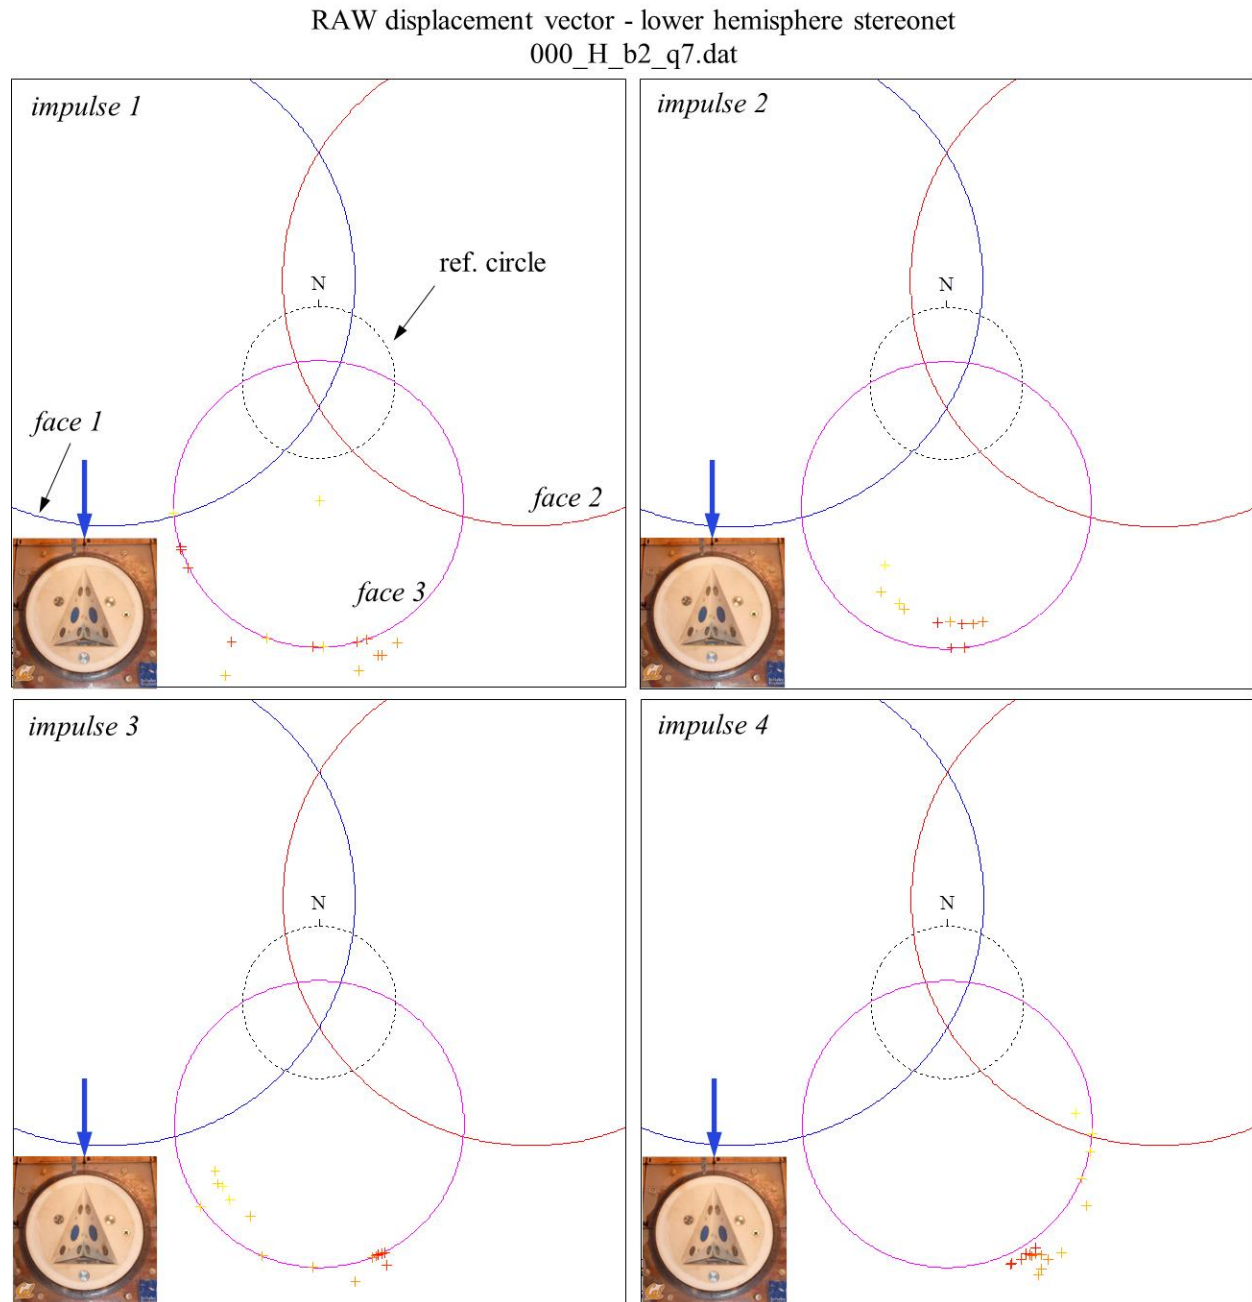 RAW displacement vector - lower hemisphere stereonet
000_H_b2_q7.dat
impulse 1
N
ref. circle
face 1
face 2
face 3
impulse 2
N
impulse 3
N
impulse 4
N